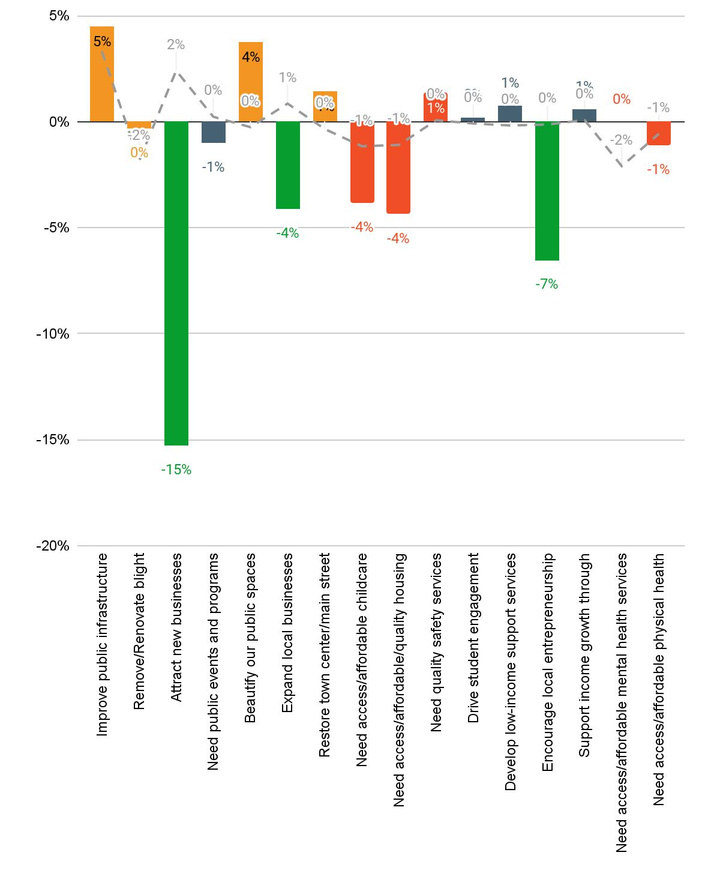 5%
0%
-5%
-10%
-15%
-20%
5%
-2%
0%
2%
-15%
0%
-1%
4%
0%
1%
-4%
0%
-1%
-4%
-1%
-4%
0%
1%
0%
1%
0%
0%
-7%
1%
0%
0%
-2%
-1%
-1%
Improve public infrastructure
Remove/Renovate blight
Attract new businesses
Need public events and programs
Beautify our public spaces
Expand local businesses
Restore town center/main street
Need access/affordable childcare
Need access/affordable/quality housing
Need quality safety services
Drive student engagement
Develop low-income support services
Encourage local entrepreneurship
Support income growth through
Need access/affordable mental health services
Need access/affordable physical health